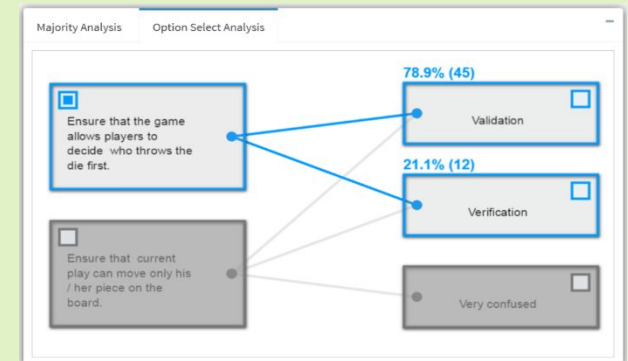 Majority Analysis
Option Select Analysis
78.9% (45)
Ensure that the game
allows players to
decide who throws the
die first.
Validation
21.1% (12)
Verification
Ensure that current
play can move only his
/ her piece on the
board.
Very confused